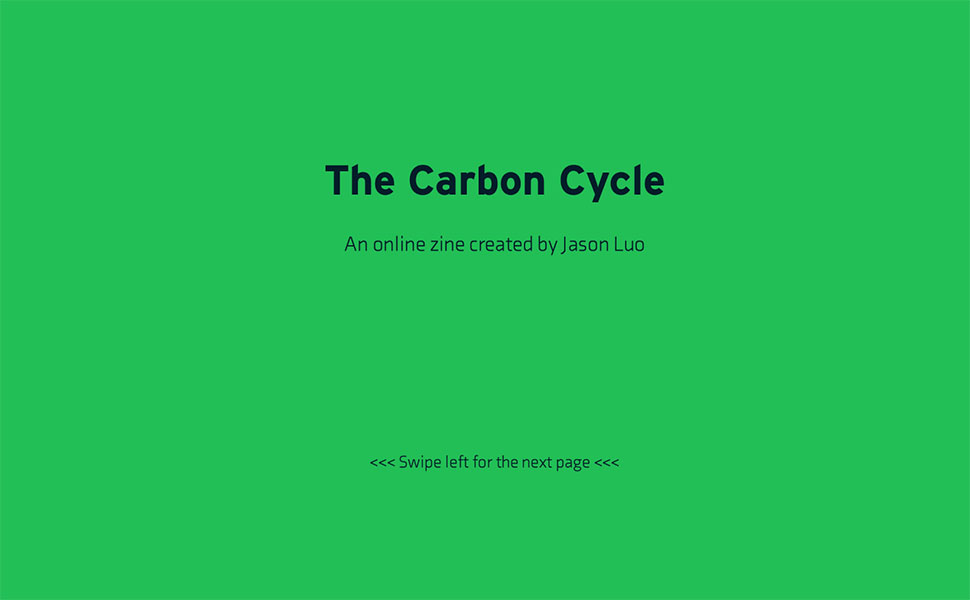 The Carbon Cycle
An online zine created by Jason Luo
<<< Swipe left for the next page <<<